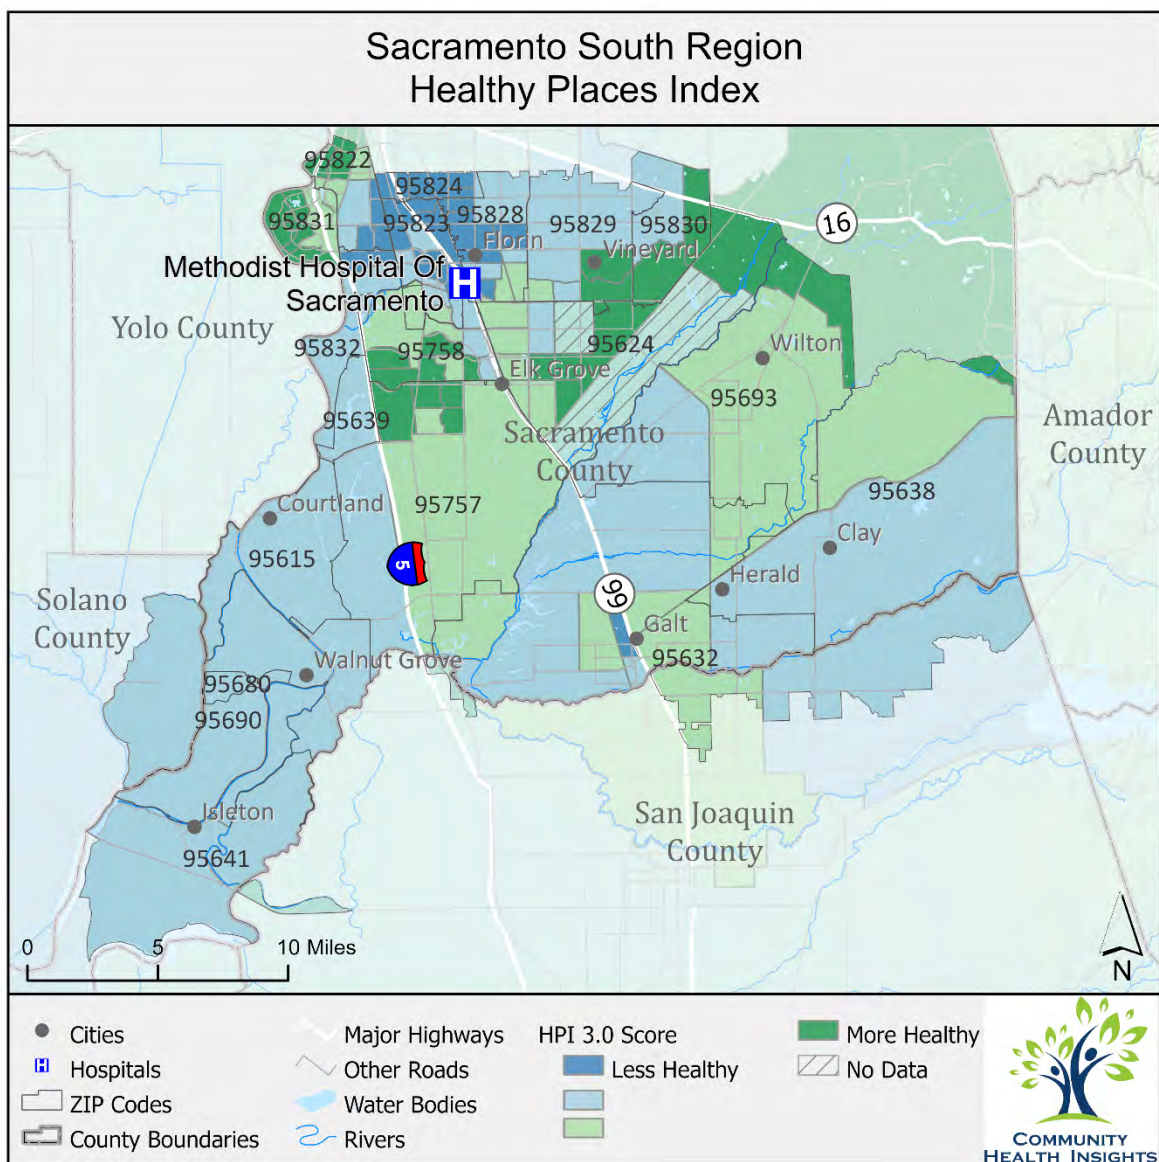 Sacramento South Region
Healthy Places Index
95822
95824
95831
95823
95828
95829
95830
16
Florin
Vineyard
Methodist Hospital Of
Sacramento
H
Yolo County
95832
95758
95624
Wilton
Elk Grove
95693
95639
Sacramento
County
Amador
County
95757
95638
Courtland
Clay
95615
5
Herald
Solano
County
99
Galt
95632
Walnut Grove
95680
95690
San Joaquin
County
Isleton
95641
0 5 10 Miles
N
Cities
H Hospitals
ZIP Codes
County Boundaries
Major Highways
Other Roads
Water Bodies
Rivers
HPI 3.0 Score
Less Healthy
More Healthy
No Data
COMMUNITY
HEALTH INSIGHTS